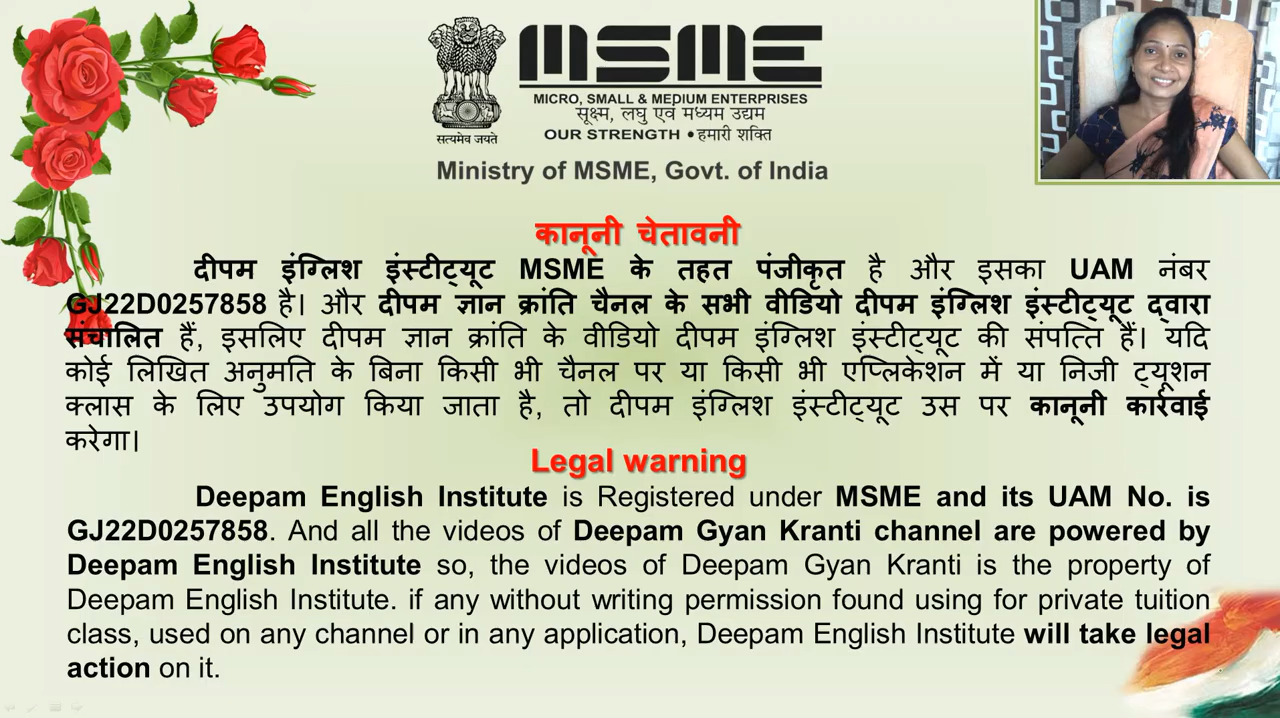 MSME
MICRO, SMALL & MEDIUM ENTERPRISES
सूक्ष्म, लघु एवं मध्यम उद्यम
सत्यमेव जयते
OUR STRENGTH • हमारी शक्ति
Ministry of MSME, Govt. of India
कानूनी चेतावनी
दीपम इंग्लिश इंस्टीट्यूट MSME के तहत पंजीकृत है और इसका UAM नंबर
GJ22D0257858 है। और दीपम ज्ञान क्रांति चैनल के सभी वीडियो दीपम इंग्लिश इंस्टीट्यूट द्वारा
संचालित हैं, इसलिए दीपम ज्ञान क्रांति के वीडियो दीपम इंग्लिश इंस्टीट्यूट की संपत्ति हैं। यदि
कोई लिखित अनुमति के बिना किसी भी चैनल पर या किसी भी एप्लिकेशन में या निजी ट्यूशन
क्लास के लिए उपयोग किया जाता है, तो दीपम इंग्लिश इंस्टीट्यूट उस पर कानूनी कार्रवाई
करेगा।
Legal warning
Deepam English Institute is Registered under MSME and its UAM No. is
GJ22D0257858. And all the videos of Deepam Gyan Kranti channel are powered by
Deepam English Institute so, the videos of Deepam Gyan Kranti is the property of
Deepam English Institute. if any without writing permission found using for private tuition
class, used on any channel or in any application, Deepam English Institute will take legal
action on it.